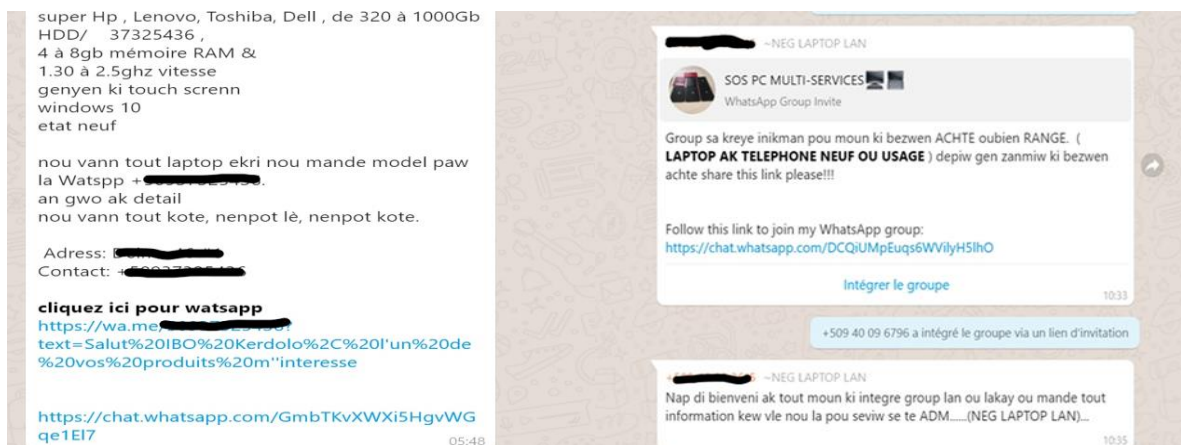 super Hp , Lenovo, Toshiba, Dell , de 320 à 1000Gb
HDD/ 37325436 ,
4 à 8gb mémoire RAM &
1.30 à 2.5ghz vitesse
genyen ki touch screnn
windows 10
etat neuf
nou vann tout laptop ekri nou mande model paw
la Watspp +
an gwo ak detail
nou vann tout kote, nenpot lè, nenpot kote.
Adress:
Contact: +
cliquez ici pour watsapp
https://wa.me/
text=Salut%20IBO%20Kerdolo%2C%20l'un%20de
%20vos%20produits%20m''interesse
https://chat.whatsapp.com/GmbTKvXWXi5HgvWG
qe1El7
05:48
~NEG LAPTOP LAN
SOS PC MULTI-SERVICES
WhatsApp Group Invite
Group sa kreye inikman pou moun ki bezwen ACHTE oubien RANGE. (
LAPTOP AK TELEPHONE NEUF OU USAGE ) depiw gen zanmiw ki bezwen
achte share this link please!!!
Follow this link to join my WhatsApp group:
https://chat.whatsapp.com/DCQiUMpEuqs6WVilyH5lhO
Intégrer le groupe
10:33
+509 40 09 6796 a intégré le groupe via un lien d'invitation
~NEG LAPTOP LAN
Nap di bienveni ak tout moun ki integre group lan ou lakay ou mande tout
information kew vle nou la pou seviw se te ADM......(NEG LAPTOP LAN)...
10:35